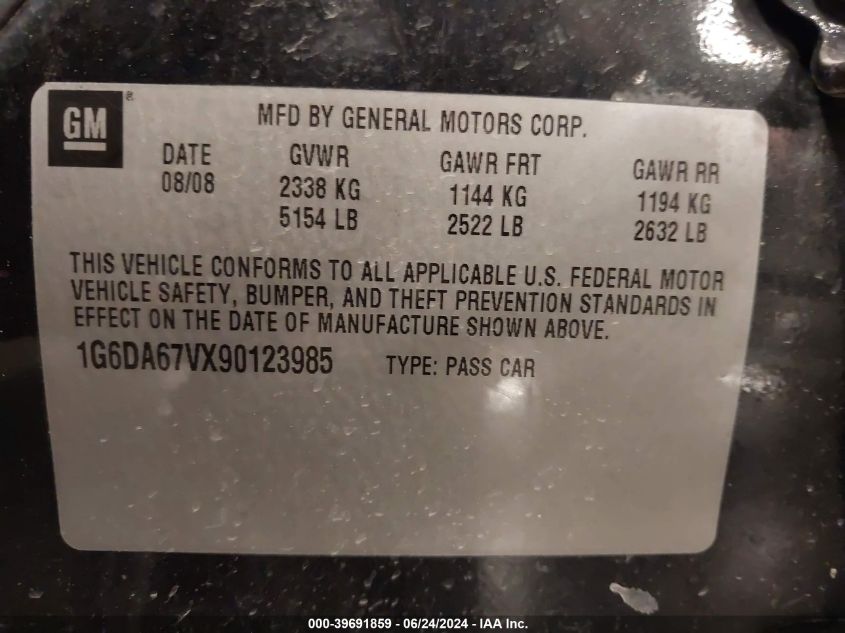 GM ®
MFD BY GENERAL MOTORS CORP.
DATE GVWR GAWR FRT GAWR RR
08/08 2338 KG 1144 KG 1194 KG
5154 LB 2522 LB 2632 LB
THIS VEHICLE CONFORMS TO ALL APPLICABLE U.S. FEDERAL MOTOR
VEHICLE SAFETY, BUMPER, AND THEFT PREVENTION STANDARDS IN
EFFECT ON THE DATE OF MANUFACTURE SHOWN ABOVE.
1G6DA67VX90123985 TYPE: PASS CAR
000-39691859 - 06/24/2024 - © IAA, Inc.